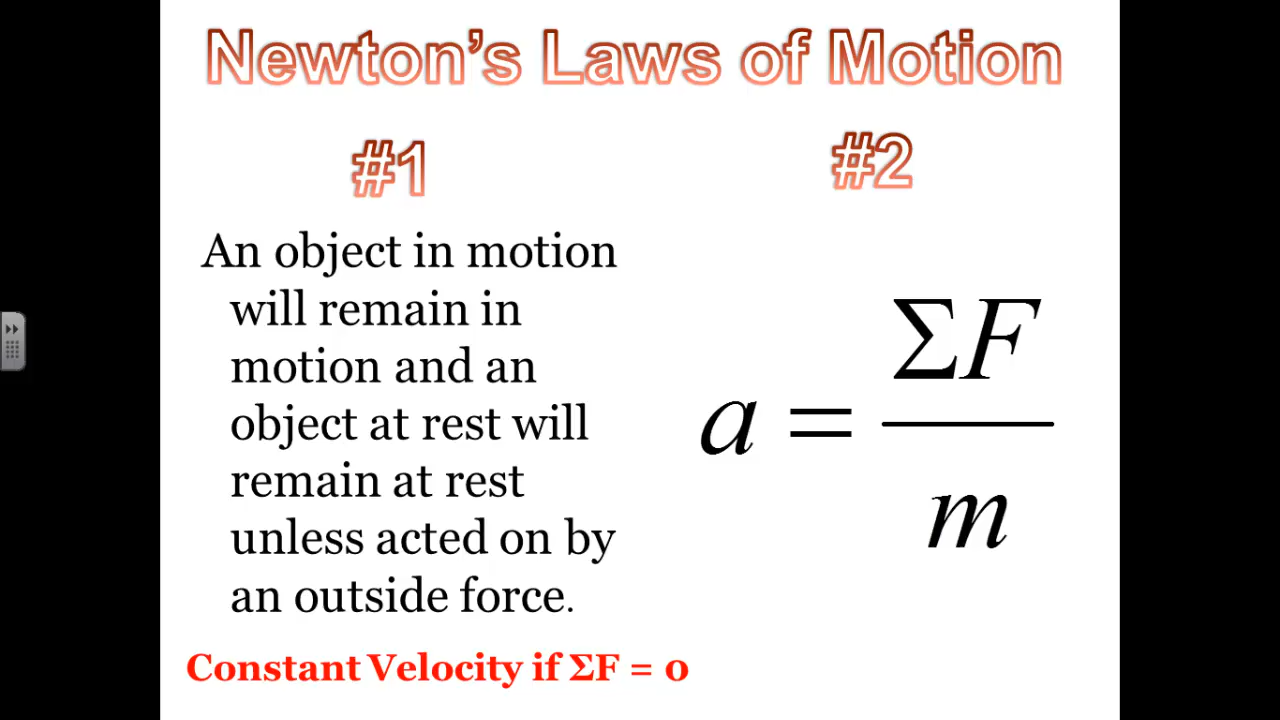 Newton’s Laws of Motion
#1
An object in motion
will remain in
motion and an
object at rest will
remain at rest
unless acted on by
an outside force.
Constant Velocity if ΣF = 0
#2
a = ΣF / m